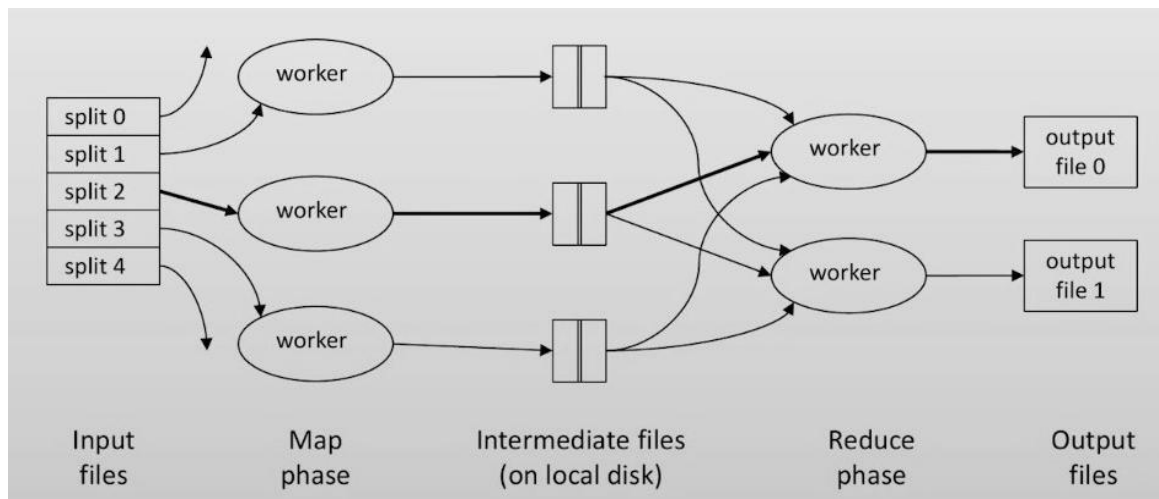 split 0
split 1
split 2
split 3
split 4
worker
worker
worker
worker
worker
output
file 0
output
file 1
Input
files
Map
phase
Intermediate files
(on local disk)
Reduce
phase
Output
files